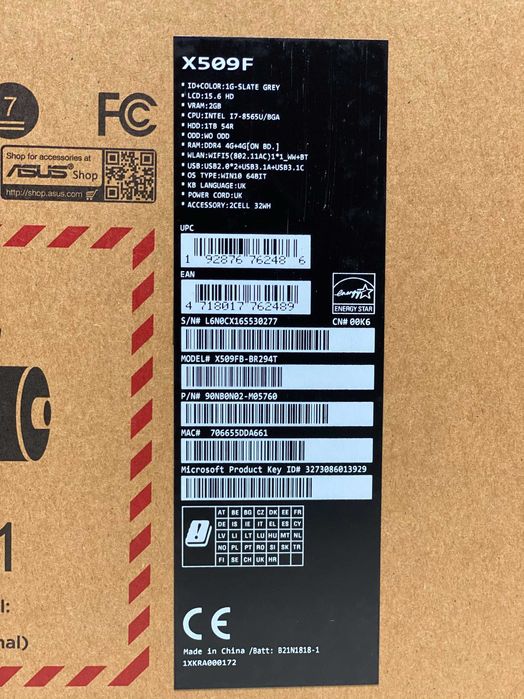 X509F
* ID+COLOR:1G-SLATE GREY
* LCD:15.6 HD
* VRAM:2GB
* CPU:INTEL I7-8565U/BGA
* HDD:1TB 54R
* ODD:WO ODD
* RAM:DDR4 4G+4G[ON BD.]
* WLAN:WIFI5(802.11AC)1*1_WW+BT
* USB:USB2.0*2+USB3.1A+USB3.1C
* OS TYPE:WIN10 64BIT
* KB LANGUAGE:UK
* POWER CORD:UK
* ACCESSORY:2CELL 32WH
UPC
1 92876 76248 6
EAN
4 718017 762489
energy
ENERGY STAR
S/N# L6N0CX16S530277 CN# 00K6
MODEL# X509FB-BR294T
P/N# 90NB0N02-M05760
MAC# 706655DDA661
Microsoft Product Key ID# 3273086013929
AT BE BG CZ DK EE FR
DE IS IE IT EL ES CY
LV LI LT LU HU MT NL
NO PL PT RO SI SK TR
FI SE CH UK HR
CE
Made in China /Batt: B21N1818-1
1XKRA000172
7
FC
Shop for accessories at
ASUS Shop
http://shop.asus.com
1
l:
nal)